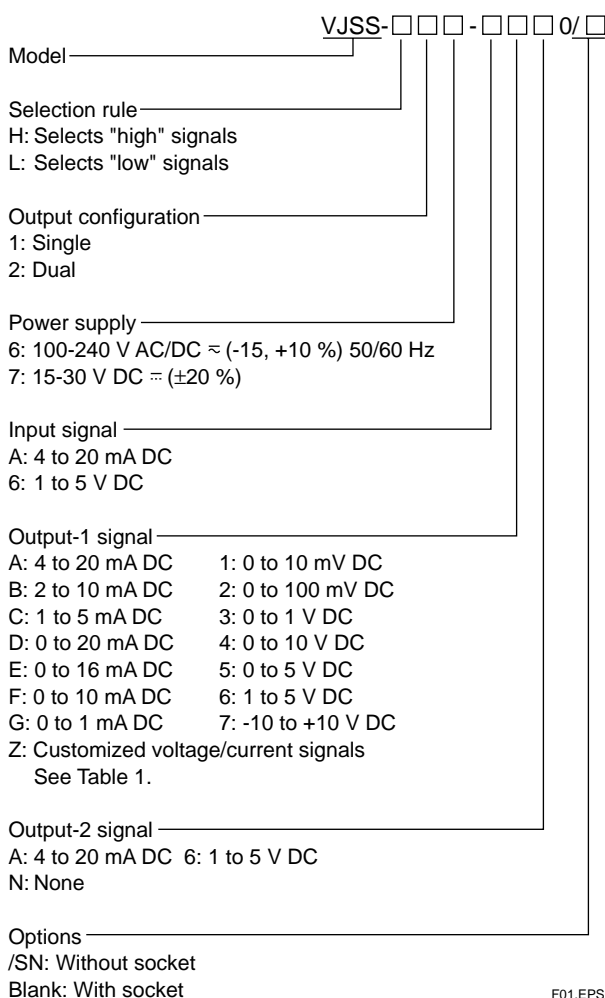 VJSS-□□□-□□□0/□
Model
Selection rule
H: Selects "high" signals
L: Selects "low" signals
Output configuration
1: Single
2: Dual
Power supply
6: 100-240 V AC/DC ≂ (-15, +10 %) 50/60 Hz
7: 15-30 V DC ⎓ (±20 %)
Input signal
A: 4 to 20 mA DC
6: 1 to 5 V DC
Output-1 signal
A: 4 to 20 mA DC 1: 0 to 10 mV DC
B: 2 to 10 mA DC 2: 0 to 100 mV DC
C: 1 to 5 mA DC 3: 0 to 1 V DC
D: 0 to 20 mA DC 4: 0 to 10 V DC
E: 0 to 16 mA DC 5: 0 to 5 V DC
F: 0 to 10 mA DC 6: 1 to 5 V DC
G: 0 to 1 mA DC 7: -10 to +10 V DC
Z: Customized voltage/current signals
See Table 1.
Output-2 signal
A: 4 to 20 mA DC 6: 1 to 5 V DC
N: None
Options
/SN: Without socket
Blank: With socket
F01.EPS